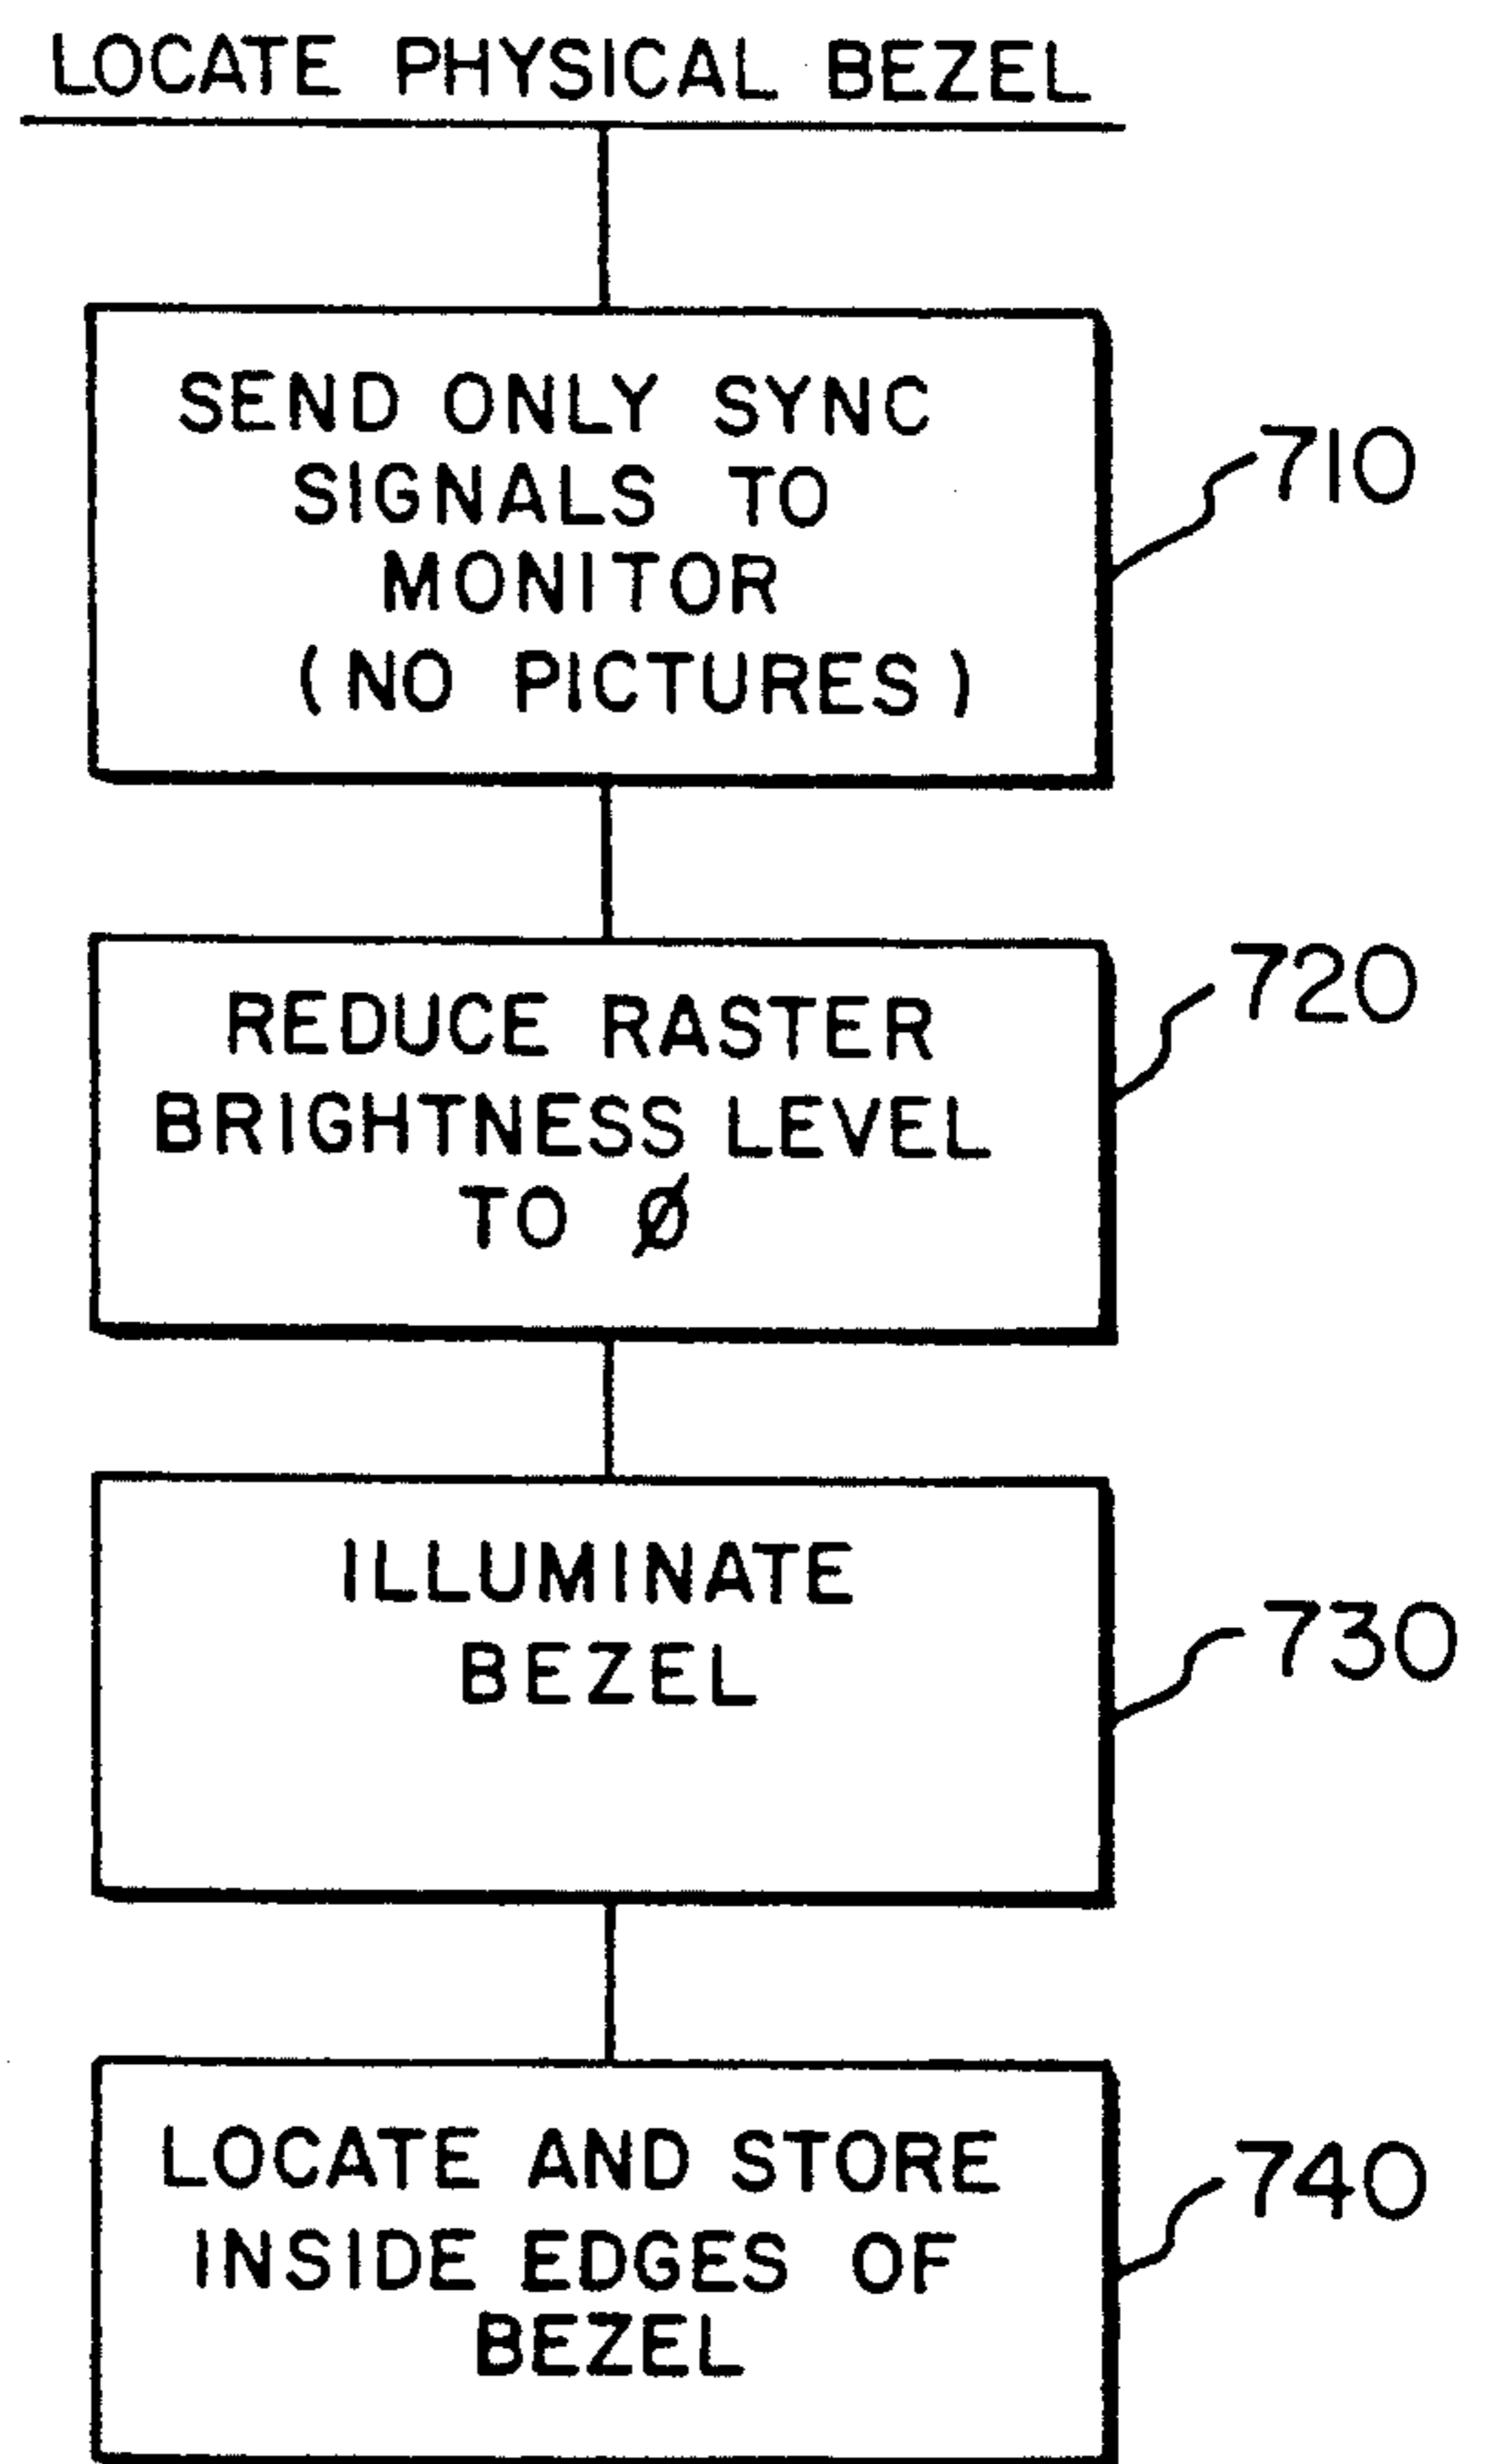 LOCATE PHYSICAL BEZEL
SEND ONLY SYNC
SIGNALS TO
MONITOR
(NO PICTURES)
710
REDUCE RASTER
BRIGHTNESS LEVEL
TO Ø
720
ILLUMINATE
BEZEL
730
LOCATE AND STORE
INSIDE EDGES OF
BEZEL
740